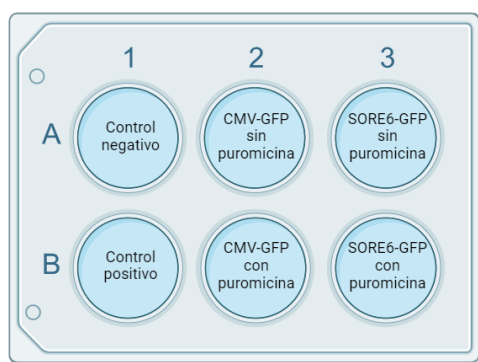 1 2 3
A
Control
negativo
CMV-GFP
sin
puromicina
SORE6-GFP
sin
puromicina
B
Control
positivo
CMV-GFP
con
puromicina
SORE6-GFP
con
puromicina